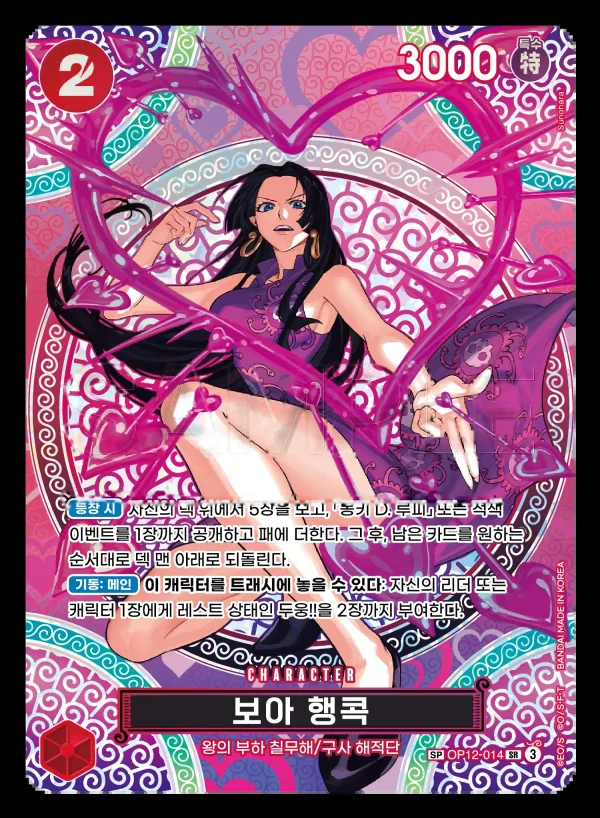 2
3000
특수
特
Sunohara
SAMPLE
등장 시 자신의 덱 위에서 5장을 보고, 「몽키 D. 루피」 또는 적색
이벤트를 1장까지 공개하고 패에 더한다. 그 후, 남은 카드를 원하는
순서대로 덱 맨 아래로 되돌린다.
기동: 메인 이 캐릭터를 트래시에 놓을 수 있다: 자신의 리더 또는
캐릭터 1장에게 레스트 상태인 두웅!!을 2장까지 부여한다.
CHARACTER
보아 행콕
왕의 부하 칠무해/구사 해적단
SP OP12-014 SR 3
©EO/S ©O/S·F·T BANDAI MADE IN KOREA